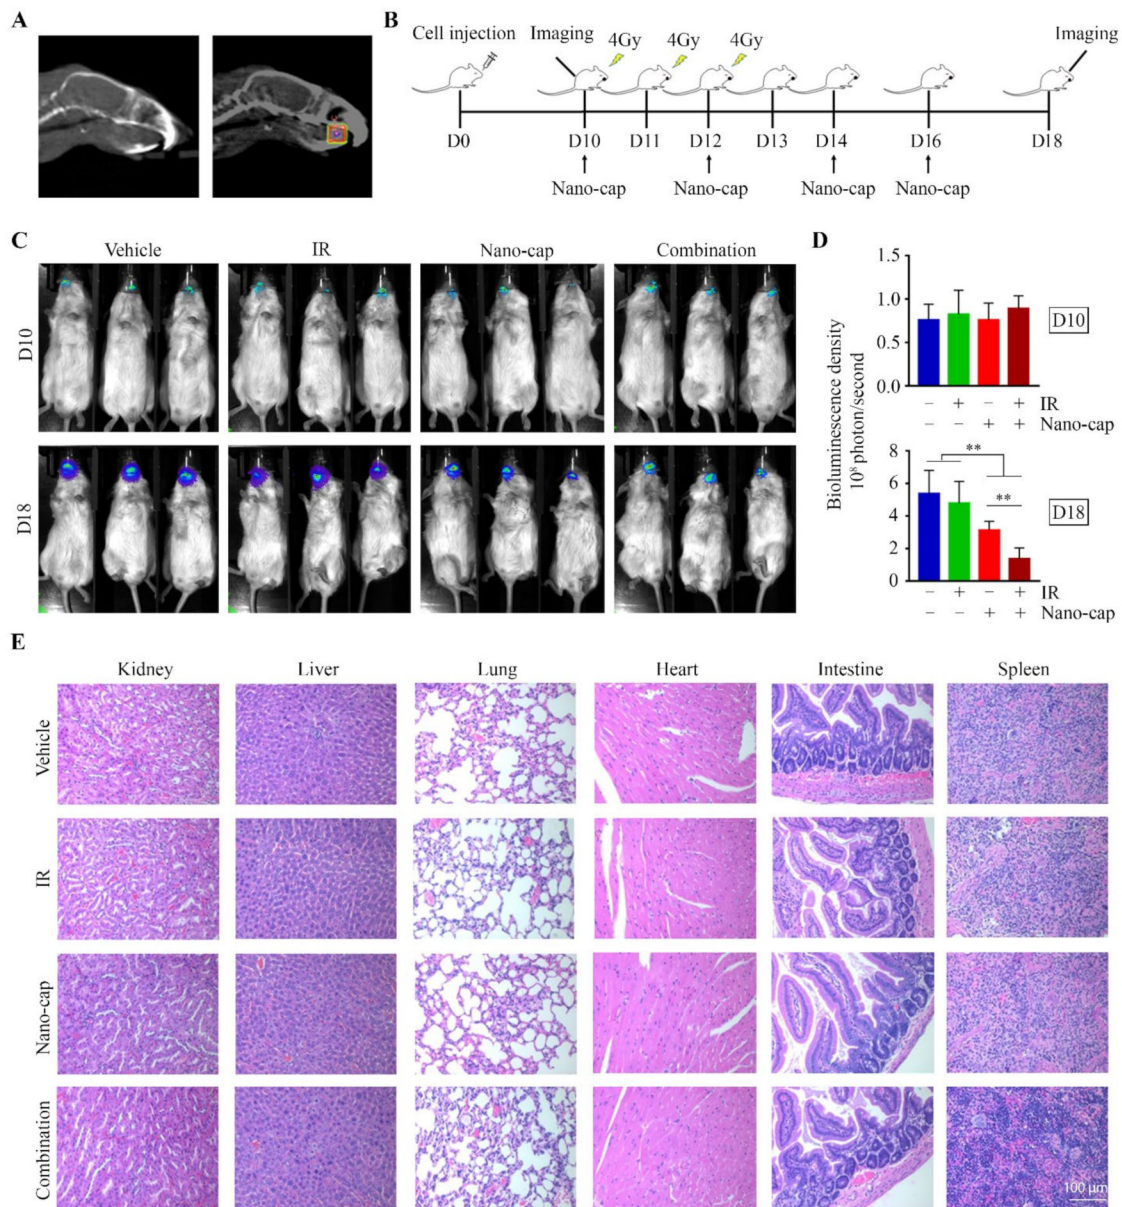 A
B
Cell injection
Imaging
4Gy
4Gy
4Gy
Imaging
D0
D10
D11
D12
D13
D14
D16
D18
Nano-cap
Nano-cap
Nano-cap
Nano-cap
C
Vehicle
IR
Nano-cap
Combination
D10
D18
D
Bioluminescence density
10⁸ photon/second
1.5
1.0
0.5
0.0
D10
– + – + IR
– – + + Nano-cap
8
6
4
2
0
**
**
D18
– + – + IR
– – + + Nano-cap
E
Kidney Liver Lung Heart Intestine Spleen
Vehicle
IR
Nano-cap
Combination
100 µm